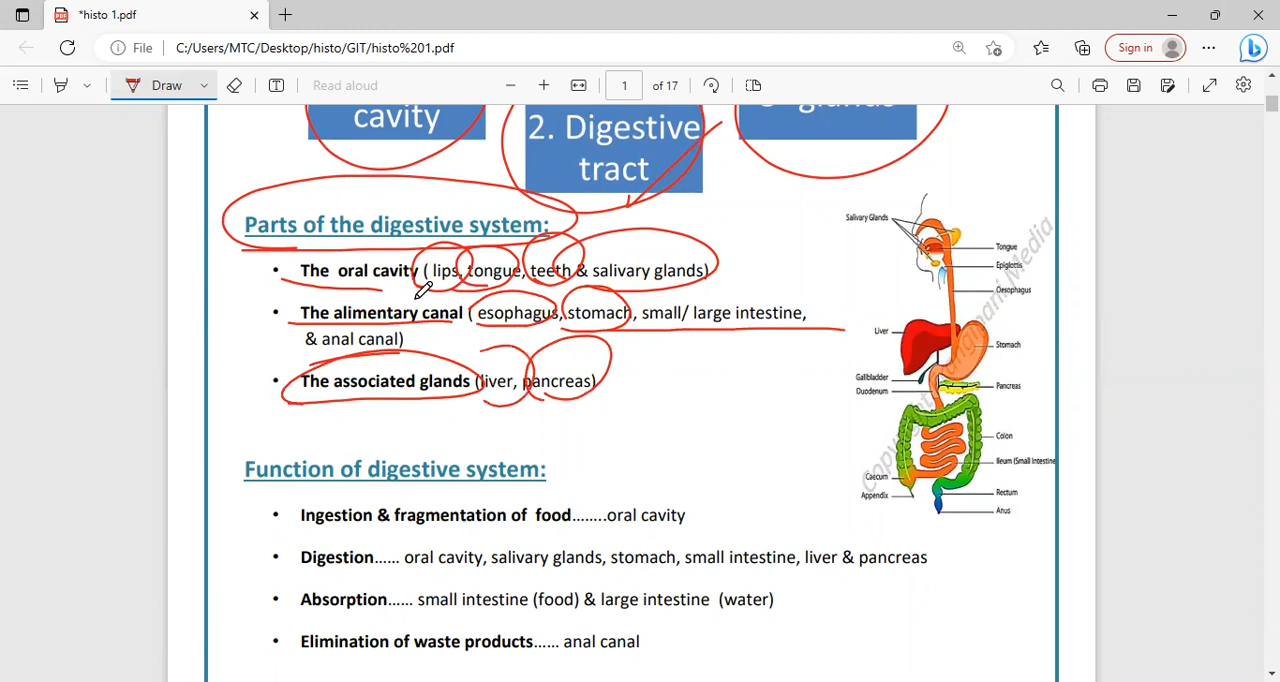 *histo 1.pdf
File C:/Users/MTC/Desktop/histo/GIT/histo%201.pdf Sign in
Draw Read aloud 1 of 17
cavity
2. Digestive
tract
glands
Parts of the digestive system:
• The oral cavity ( lips, tongue, teeth & salivary glands)
• The alimentary canal ( esophagus, stomach, small/ large intestine,
& anal canal)
• The associated glands (liver, pancreas)
Salivary Glands
Tongue
Epiglottis
Oesophagus
Liver
Stomach
Gallbladder
Pancreas
Duodenum
Colon
Ileum (Small Intestine
Caecum
Rectum
Appendix
Anus
Function of digestive system:
• Ingestion & fragmentation of food........oral cavity
• Digestion...... oral cavity, salivary glands, stomach, small intestine, liver & pancreas
• Absorption...... small intestine (food) & large intestine (water)
• Elimination of waste products...... anal canal